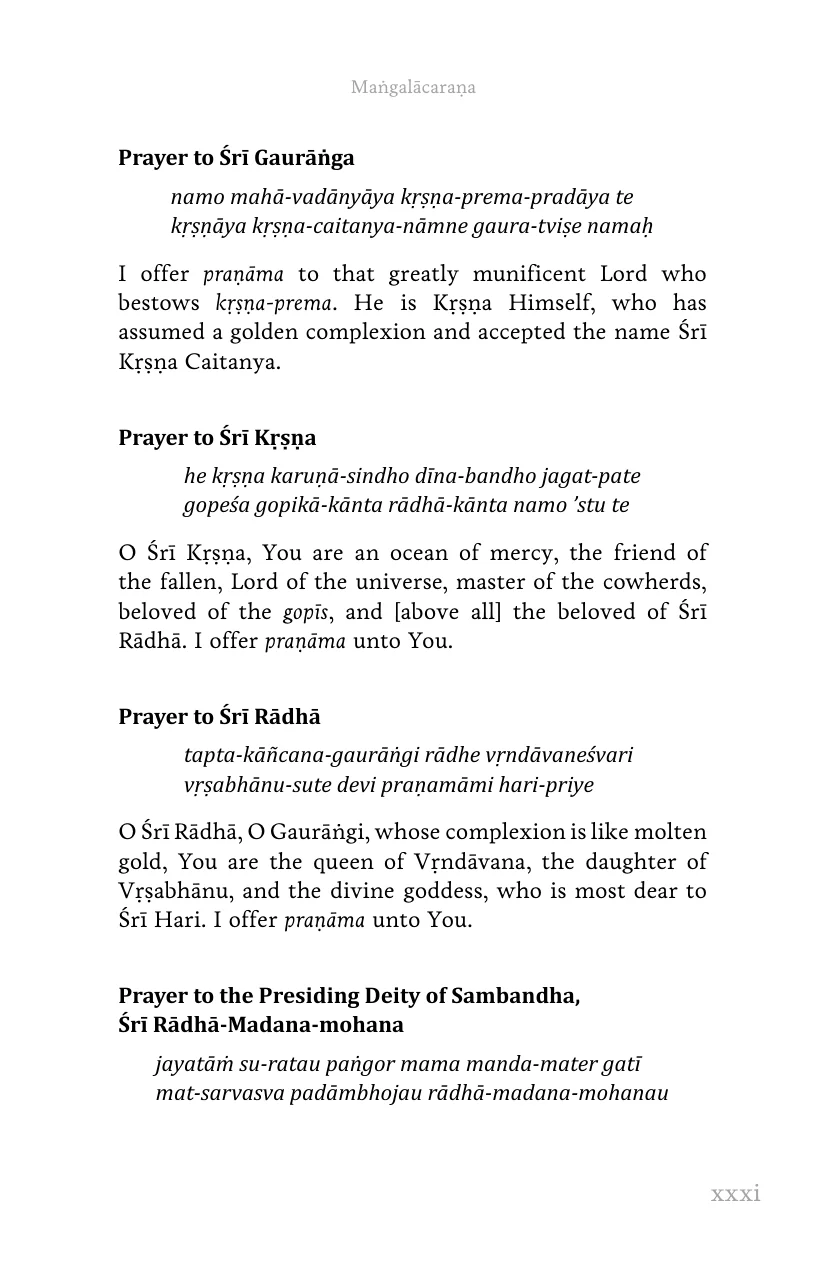 Maṅgalācaraṇa
Prayer to Śrī Gaurāṅga
namo mahā-vadānyāya kṛṣṇa-prema-pradāya te
kṛṣṇāya kṛṣṇa-caitanya-nāmne gaura-tviṣe namaḥ
I offer praṇāma to that greatly munificent Lord who
bestows kṛṣṇa-prema. He is Kṛṣṇa Himself, who has
assumed a golden complexion and accepted the name Śrī
Kṛṣṇa Caitanya.
Prayer to Śrī Kṛṣṇa
he kṛṣṇa karuṇā-sindho dīna-bandho jagat-pate
gopeśa gopikā-kānta rādhā-kānta namo ’stu te
O Śrī Kṛṣṇa, You are an ocean of mercy, the friend of
the fallen, Lord of the universe, master of the cowherds,
beloved of the gopīs, and [above all] the beloved of Śrī
Rādhā. I offer praṇāma unto You.
Prayer to Śrī Rādhā
tapta-kāñcana-gaurāṅgi rādhe vṛndāvaneśvari
vṛṣabhānu-sute devi praṇamāmi hari-priye
O Śrī Rādhā, O Gaurāṅgi, whose complexion is like molten
gold, You are the queen of Vṛndāvana, the daughter of
Vṛṣabhānu, and the divine goddess, who is most dear to
Śrī Hari. I offer praṇāma unto You.
Prayer to the Presiding Deity of Sambandha,
Śrī Rādhā-Madana-mohana
jayatāṁ su-ratau paṅgor mama manda-mater gatī
mat-sarvasva padāmbhojau rādhā-madana-mohanau
xxxi